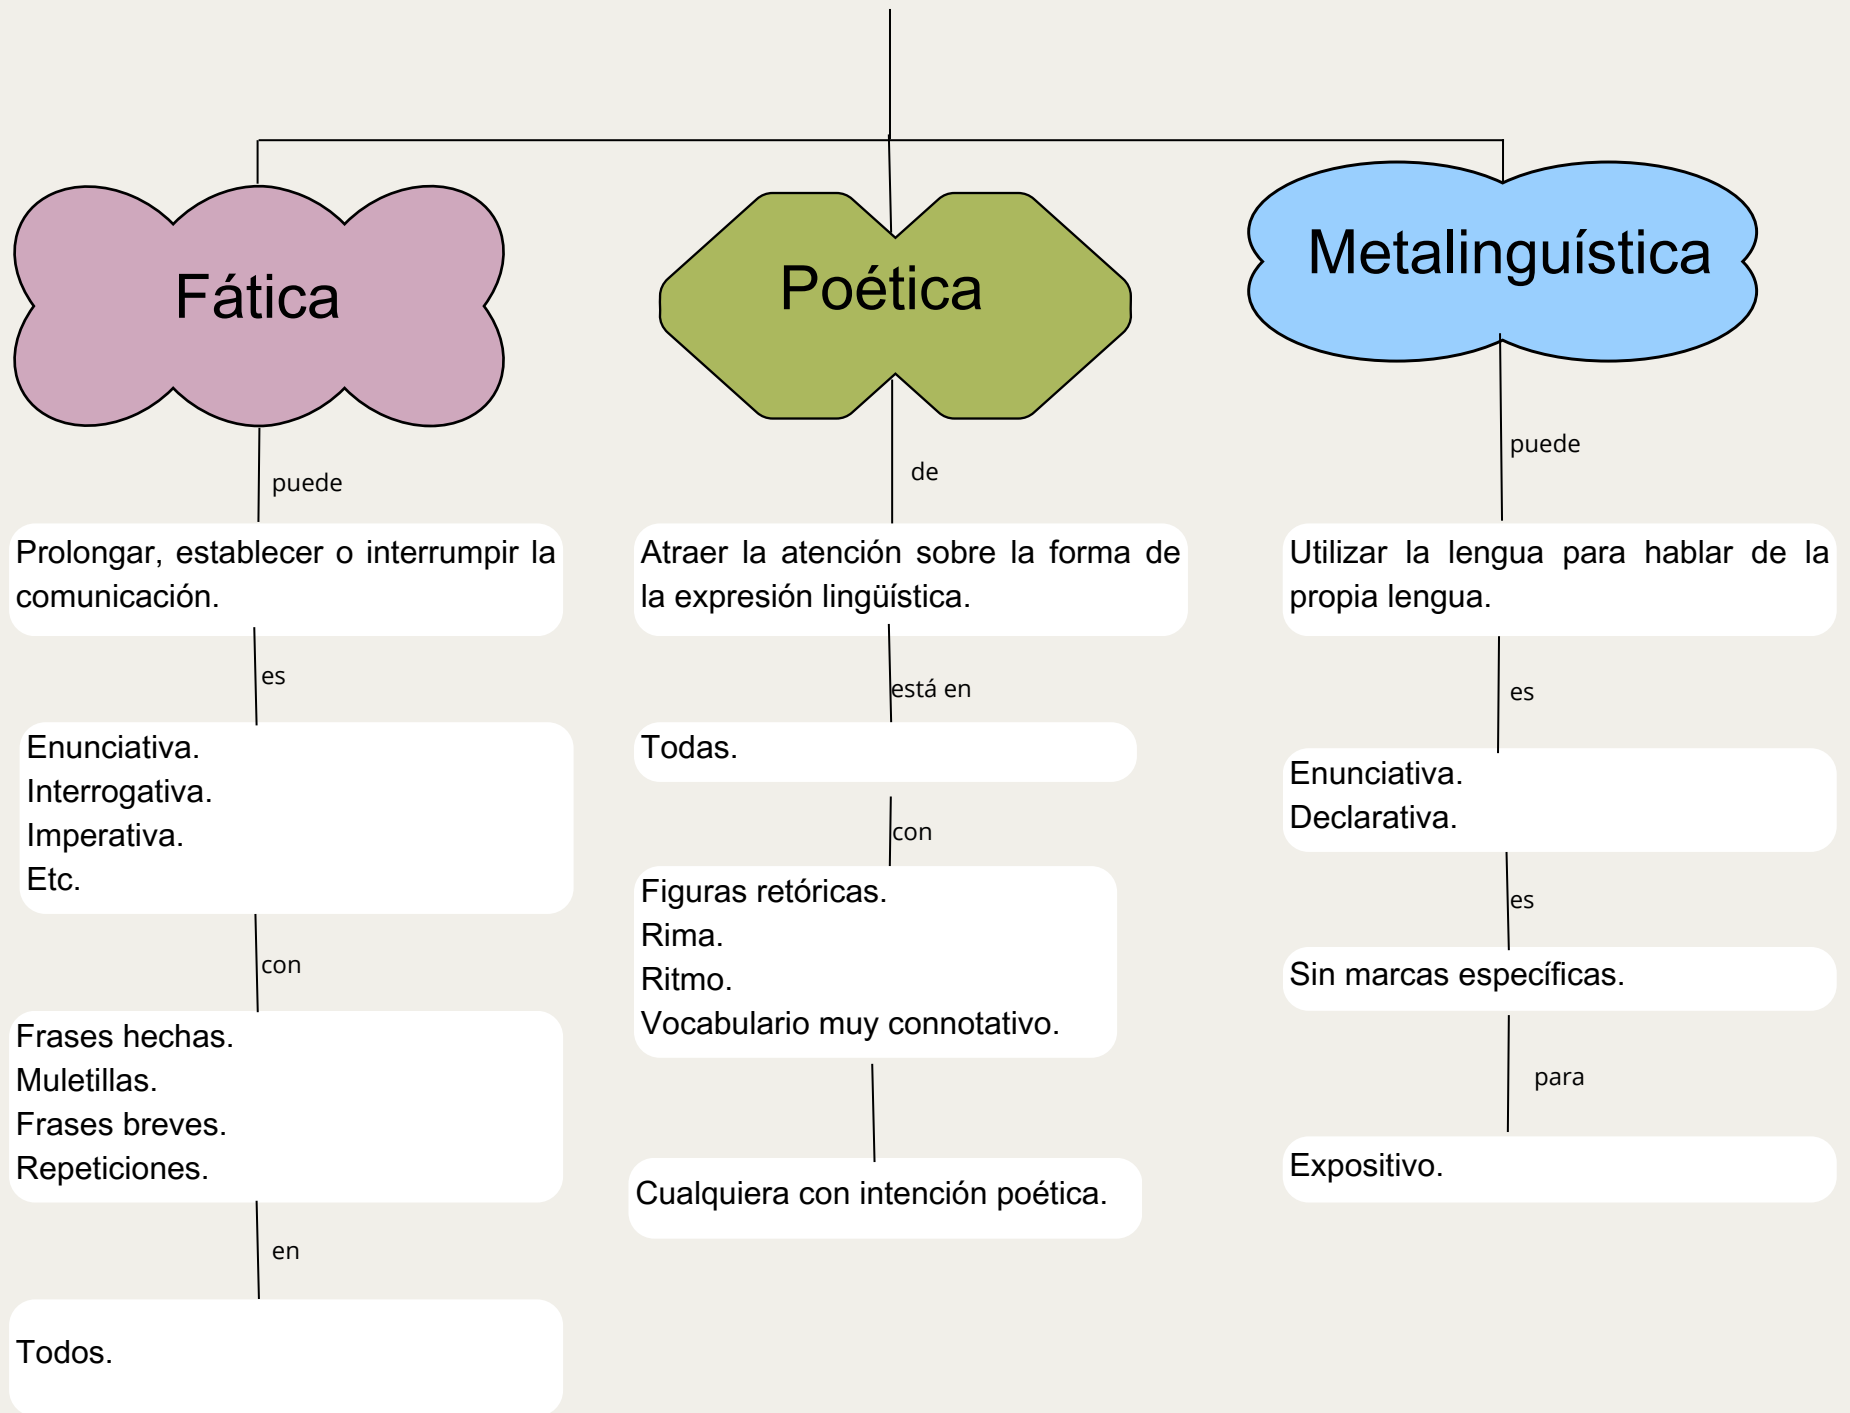 Fática
puede
Prolongar, establecer o interrumpir la
comunicación.
es
Enunciativa.
Interrogativa.
Imperativa.
Etc.
con
Frases hechas.
Muletillas.
Frases breves.
Repeticiones.
en
Todos.
Poética
de
Atraer la atención sobre la forma de
la expresión lingüística.
está en
Todas.
con
Figuras retóricas.
Rima.
Ritmo.
Vocabulario muy connotativo.
Cualquiera con intención poética.
Metalinguística
puede
Utilizar la lengua para hablar de la
propia lengua.
es
Enunciativa.
Declarativa.
es
Sin marcas específicas.
para
Expositivo.